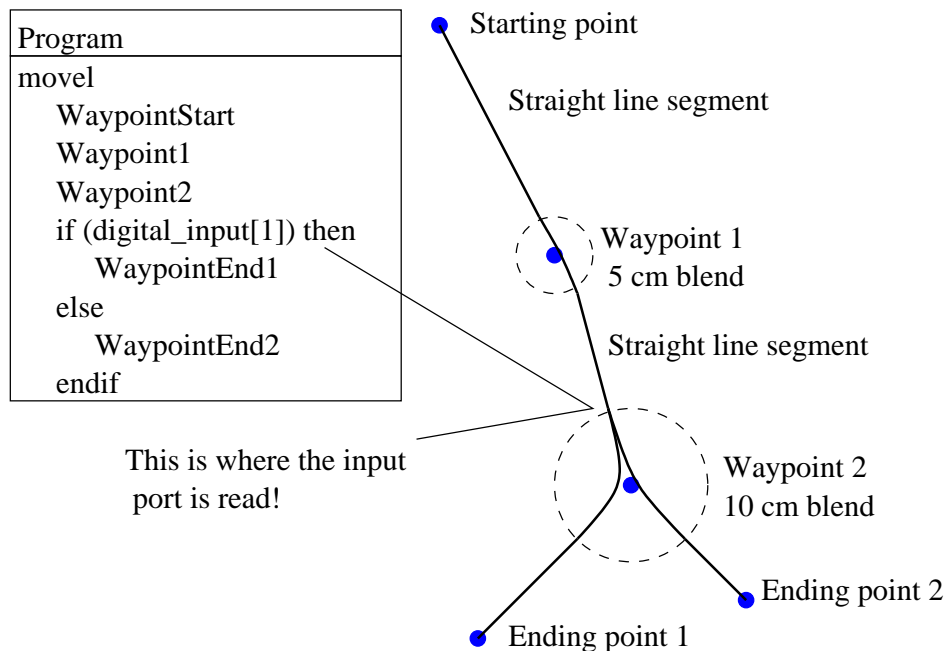 Program
movel
WaypointStart
Waypoint1
Waypoint2
if (digital_input[1]) then
WaypointEnd1
else
WaypointEnd2
endif
Starting point
Straight line segment
Waypoint 1
5 cm blend
Straight line segment
This is where the input
port is read!
Waypoint 2
10 cm blend
Ending point 2
Ending point 1